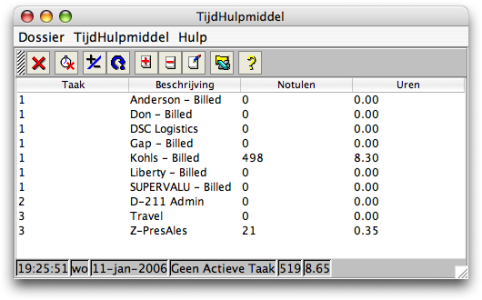 TijdHulpmiddel
Dossier TijdHulpmiddel Hulp
Taak Beschrijving Notulen Uren
1 Anderson - Billed 0 0.00
1 Don - Billed 0 0.00
1 DSC Logistics 0 0.00
1 Gap - Billed 0 0.00
1 Kohls - Billed 498 8.30
1 Liberty - Billed 0 0.00
1 SUPERVALU - Billed 0 0.00
2 D-211 Admin 0 0.00
3 Travel 0 0.00
3 Z-PresAles 21 0.35
19:25:51 wo 11-jan-2006 Geen Actieve Taak 519 8.65